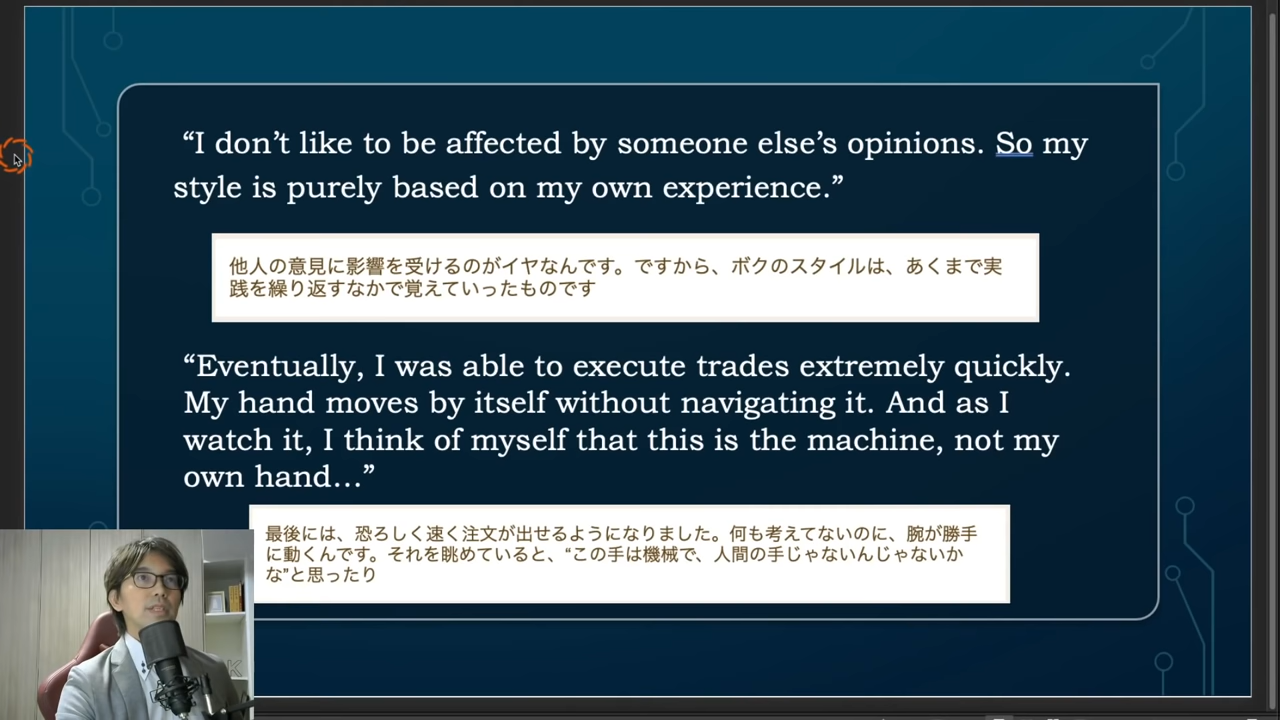 “I don’t like to be affected by someone else’s opinions. So my
style is purely based on my own experience.”
他人の意見に影響を受けるのがイヤなんです。ですから、ボクのスタイルは、あくまで実
践を繰り返すなかで覚えていったものです
“Eventually, I was able to execute trades extremely quickly.
My hand moves by itself without navigating it. And as I
watch it, I think of myself that this is the machine, not my
own hand…”
最後には、恐ろしく速く注文が出せるようになりました。何も考えてないのに、腕が勝手
に動くんです。それを眺めていると、“この手は機械で、人間の手じゃないんじゃないか
な”と思ったり